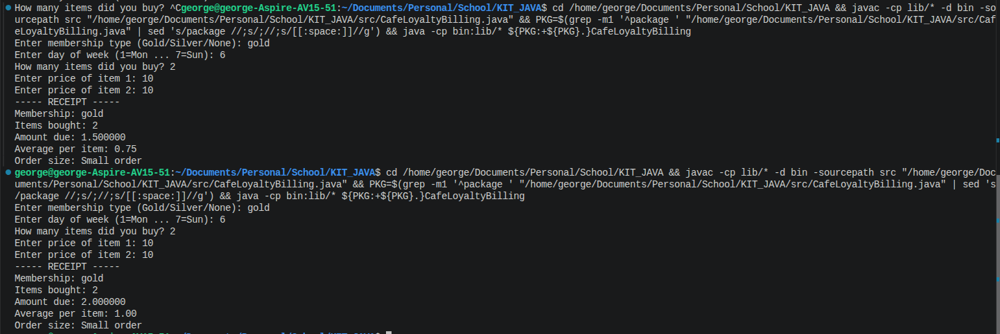 How many items did you buy? ^Cgeorge@george-Aspire-AV15-51:~/Documents/Personal/School/KIT_JAVA$ cd /home/george/Documents/Personal/School/KIT_JAVA && javac -cp lib/* -d bin -so
urcepath src "/home/george/Documents/Personal/School/KIT_JAVA/src/CafeLoyaltyBilling.java" && PKG=$(grep -m1 '^package ' "/home/george/Documents/Personal/School/KIT_JAVA/src/Caf
eLoyaltyBilling.java" | sed 's/package //;s/;//;s/[[:space:]]//g') && java -cp bin:lib/* ${PKG:+${PKG}.}CafeLoyaltyBilling
Enter membership type (Gold/Silver/None): gold
Enter day of week (1=Mon ... 7=Sun): 6
How many items did you buy? 2
Enter price of item 1: 10
Enter price of item 2: 10
----- RECEIPT -----
Membership: gold
Items bought: 2
Amount due: 1.500000
Average per item: 0.75
Order size: Small order
george@george-Aspire-AV15-51:~/Documents/Personal/School/KIT_JAVA$ cd /home/george/Documents/Personal/School/KIT_JAVA && javac -cp lib/* -d bin -sourcepath src "/home/george/Doc
uments/Personal/School/KIT_JAVA/src/CafeLoyaltyBilling.java" && PKG=$(grep -m1 '^package ' "/home/george/Documents/Personal/School/KIT_JAVA/src/CafeLoyaltyBilling.java" | sed 's
/package //;s/;//;s/[[:space:]]//g') && java -cp bin:lib/* ${PKG:+${PKG}.}CafeLoyaltyBilling
Enter membership type (Gold/Silver/None): gold
Enter day of week (1=Mon ... 7=Sun): 6
How many items did you buy? 2
Enter price of item 1: 10
Enter price of item 2: 10
----- RECEIPT -----
Membership: gold
Items bought: 2
Amount due: 2.000000
Average per item: 1.00
Order size: Small order